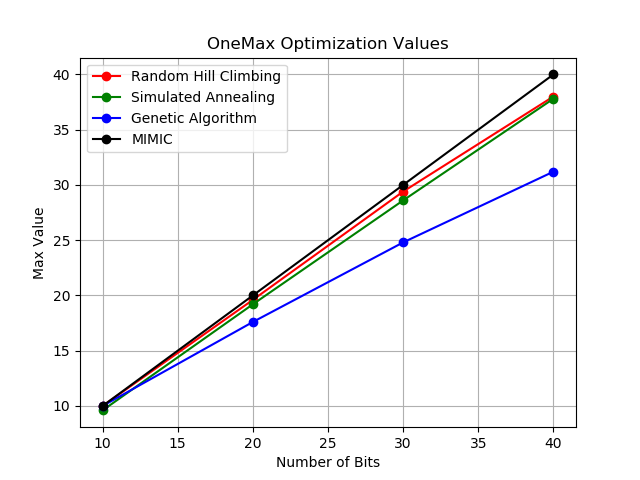 OneMax Optimization Values
Random Hill Climbing
Simulated Annealing
Genetic Algorithm
MIMIC
Max Value
40
35
30
25
20
15
10
10 15 20 25 30 35 40
Number of Bits